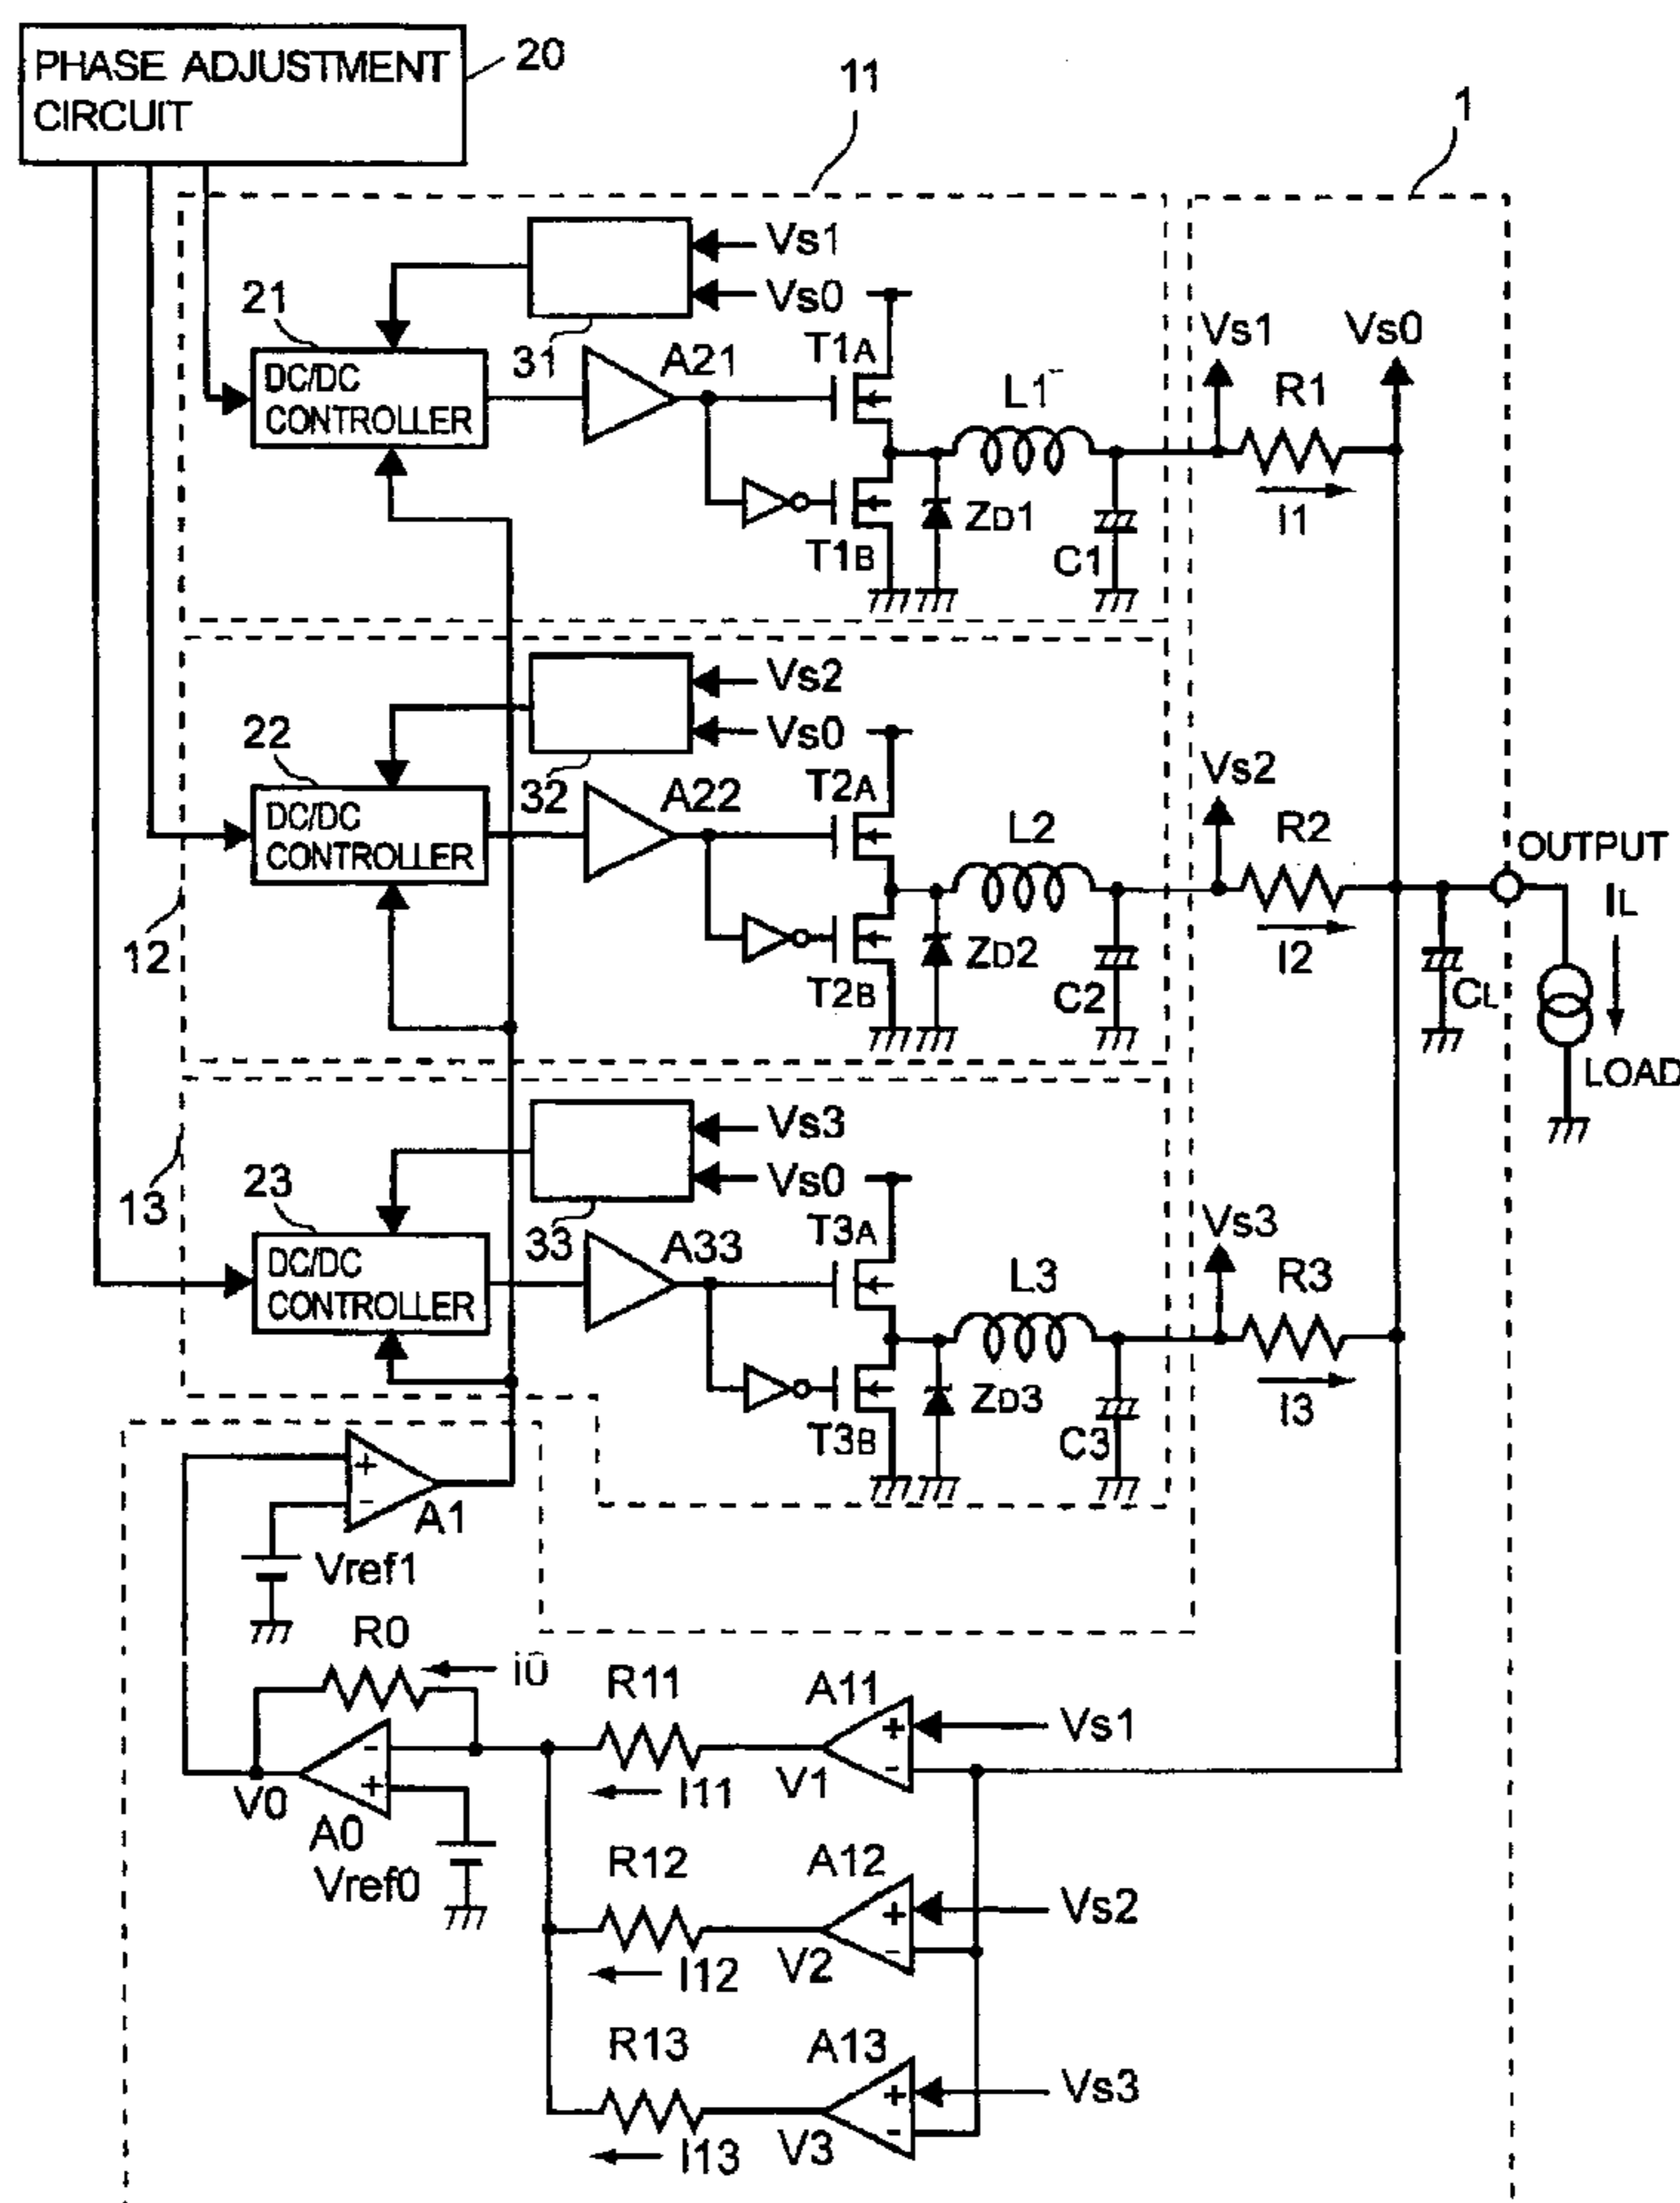 PHASE ADJUSTMENT
CIRCUIT
20
11
1
Vs1
Vs0
21
31
DC/DC
CONTROLLER
A21
T1A
T1B
L1
ZD1
C1
Vs1
Vs0
R1
I1
Vs2
Vs0
22
32
DC/DC
CONTROLLER
A22
T2A
T2B
L2
ZD2
C2
12
Vs2
R2
I2
OUTPUT
IL
CL
LOAD
Vs3
Vs0
13
23
33
DC/DC
CONTROLLER
A33
T3A
T3B
L3
ZD3
C3
Vs3
R3
I3
+
-
A1
Vref1
R0
i0
R11
A11
+
-
Vs1
I11
V1
-
+
V0
A0
Vref0
R12
A12
+
-
Vs2
I12
V2
R13
A13
+
-
Vs3
I13
V3